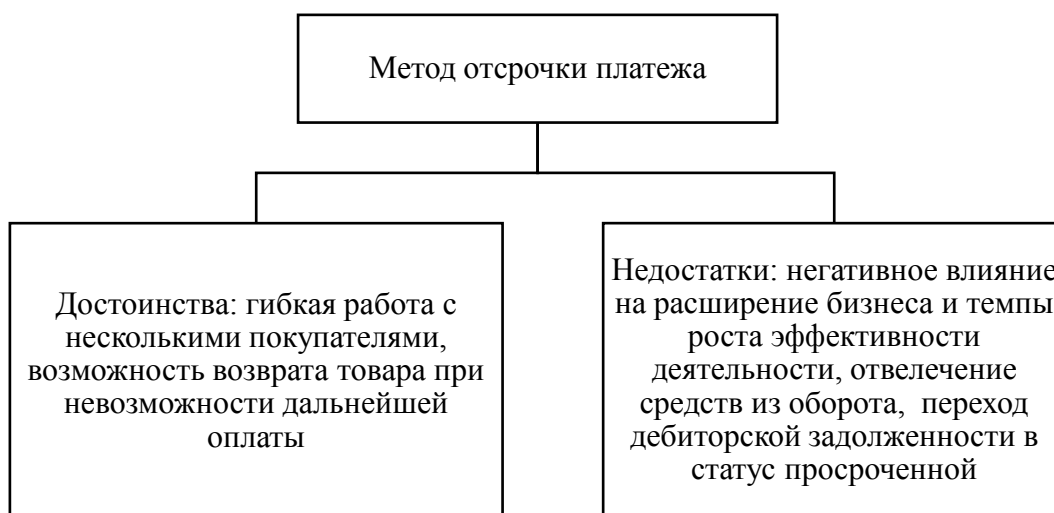 Метод отсрочки платежа
Достоинства: гибкая работа с
несколькими покупателями,
возможность возврата товара при
невозможности дальнейшей
оплаты
Недостатки: негативное влияние
на расширение бизнеса и темпы
роста эффективности
деятельности, отвелечение
средств из оборота, переход
дебиторской задолженности в
статус просроченной